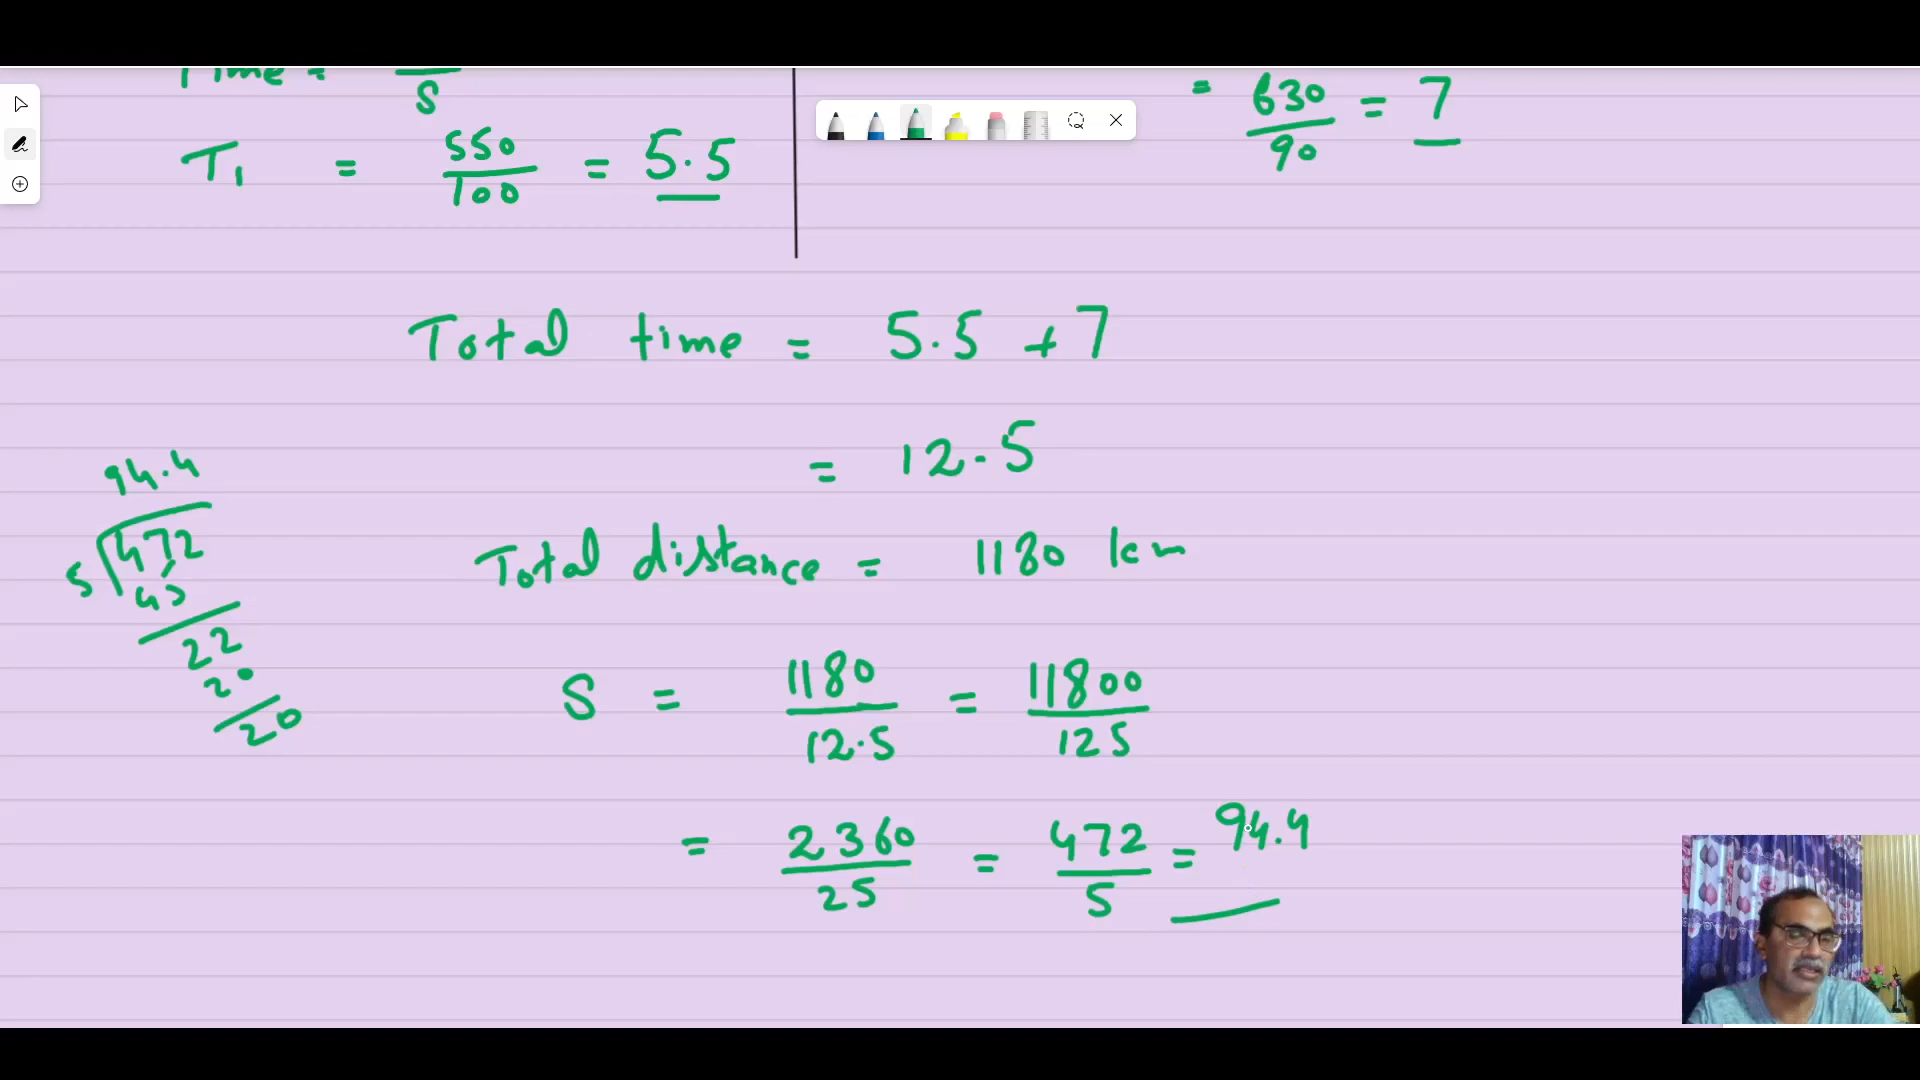 Time =
S
T1 = 550/100 = 5.5
= 630/90 = 7
Total time = 5.5 + 7
= 12.5
Total distance = 1180 km
S = 1180/12.5 = 11800/125
= 2360/25 = 472/5 = 94.4
94.4
5 472
45
22
20
20